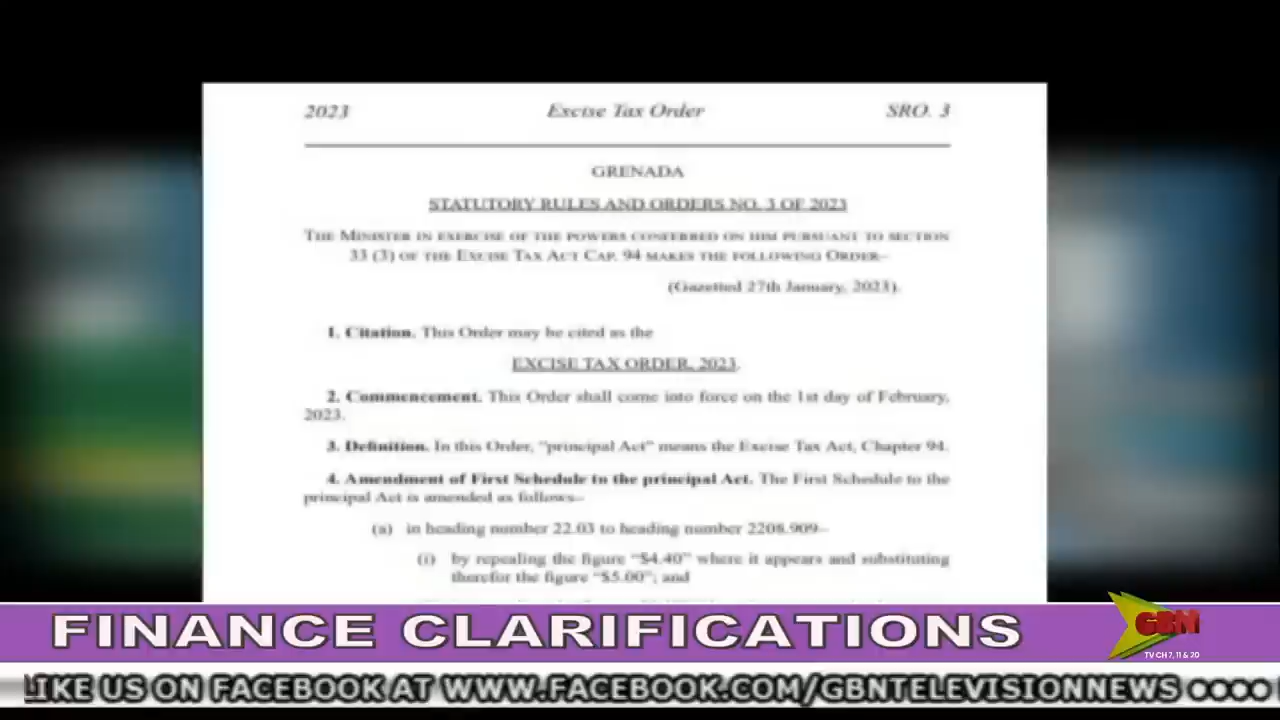 2023 Excise Tax Order SRO. 3
GRENADA
STATUTORY RULES AND ORDERS NO. 3 OF 2023
THE MINISTER IN EXERCISE OF THE POWERS CONFERRED ON HIM PURSUANT TO SECTION
33 (3) OF THE EXCISE TAX ACT CAP. 94 MAKES THE FOLLOWING ORDER–
(Gazetted 27th January, 2023).
1. Citation. This Order may be cited as the
EXCISE TAX ORDER, 2023.
2. Commencement. This Order shall come into force on the 1st day of February,
2023.
3. Definition. In this Order, "principal Act" means the Excise Tax Act, Chapter 94.
4. Amendment of First Schedule to the principal Act. The First Schedule to the
principal Act is amended as follows–
(a) in heading number 22.03 to heading number 2208.909–
(i) by repealing the figure "$4.40" where it appears and substituting
therefor the figure "$5.00"; and
FINANCE CLARIFICATIONS
GBN
TV CH 7, 11 & 20
LIKE US ON FACEBOOK AT WWW.FACEBOOK.COM/GBNTELEVISIONNEWS